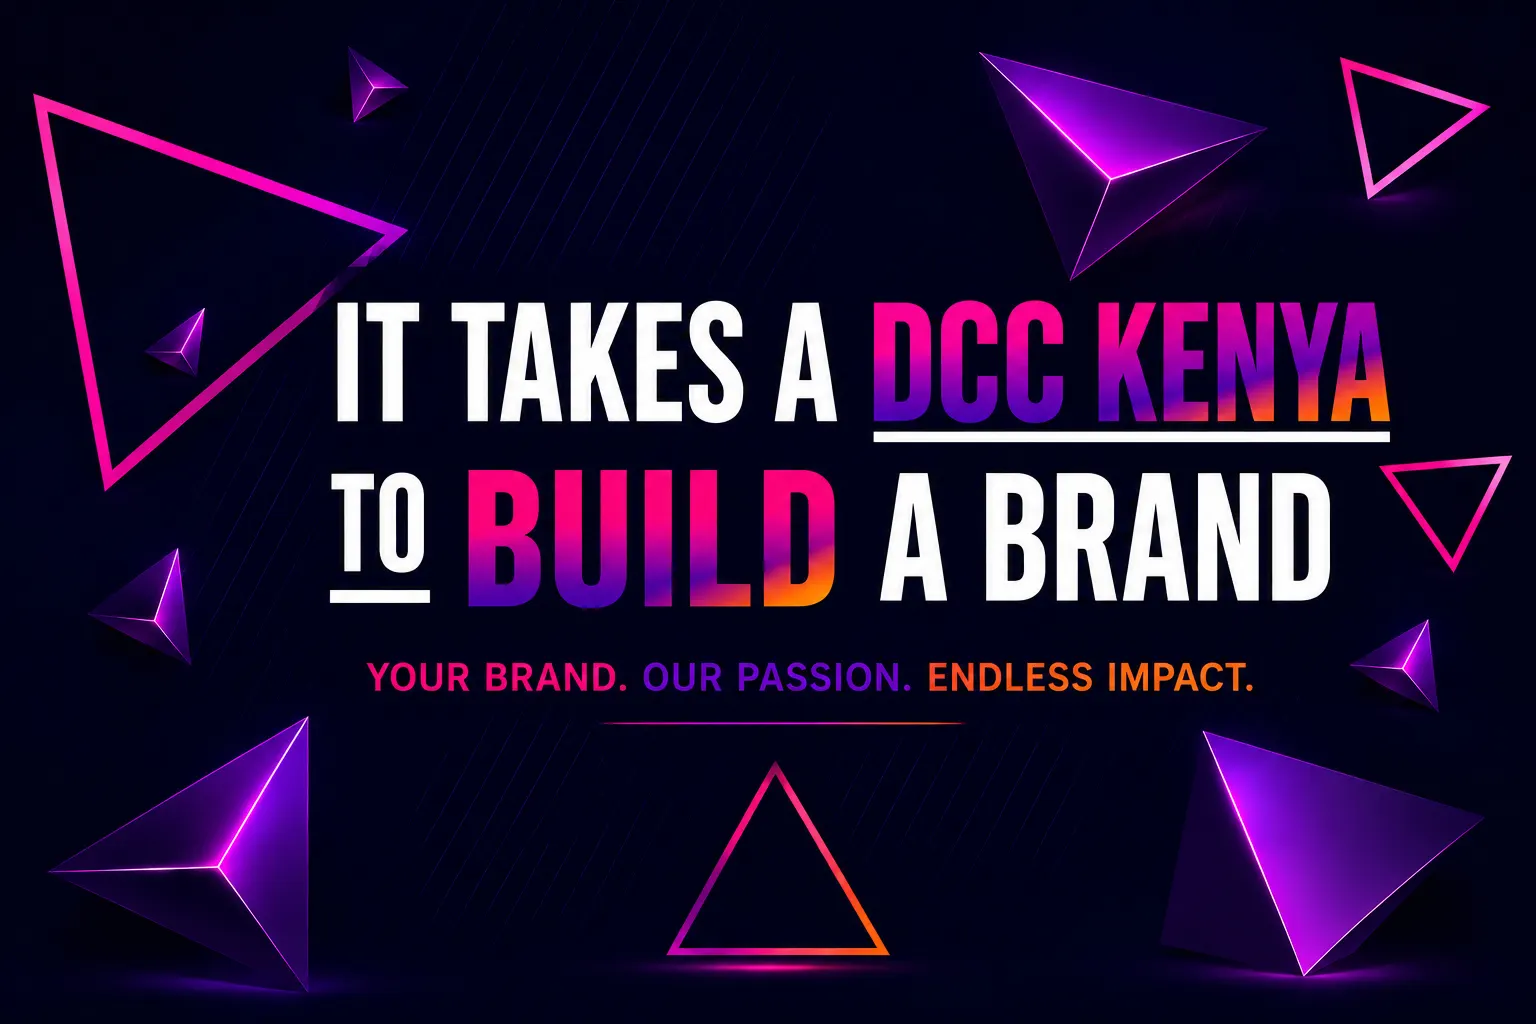 IT TAKES A DCC KENYA
TO BUILD A BRAND
YOUR BRAND. OUR PASSION. ENDLESS IMPACT.